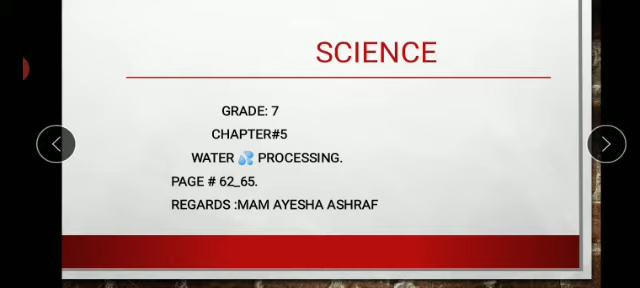 SCIENCE
GRADE: 7
CHAPTER#5
WATER 💦 PROCESSING.
PAGE # 62_65.
REGARDS :MAM AYESHA ASHRAF